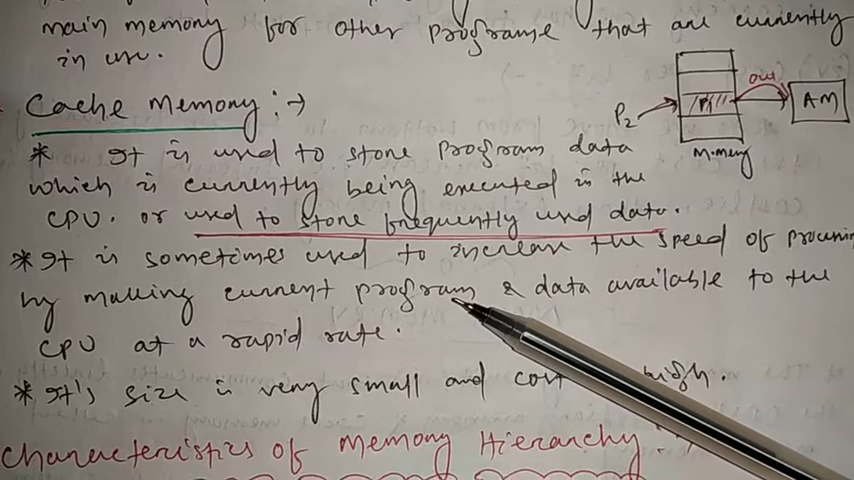 main memory for other programe that are currently
in use.
Cache Memory :→
* It is used to store program data
which is currently being executed in the
CPU. or used to store frequently used data.
* It is sometimes used to increase the speed of processing
by making current program & data available to the
CPU at a rapid rate.
* It's size is very small and cost high.
Characteristics of Memory Hierarchy :
out
P2
P1
AM
M.memy